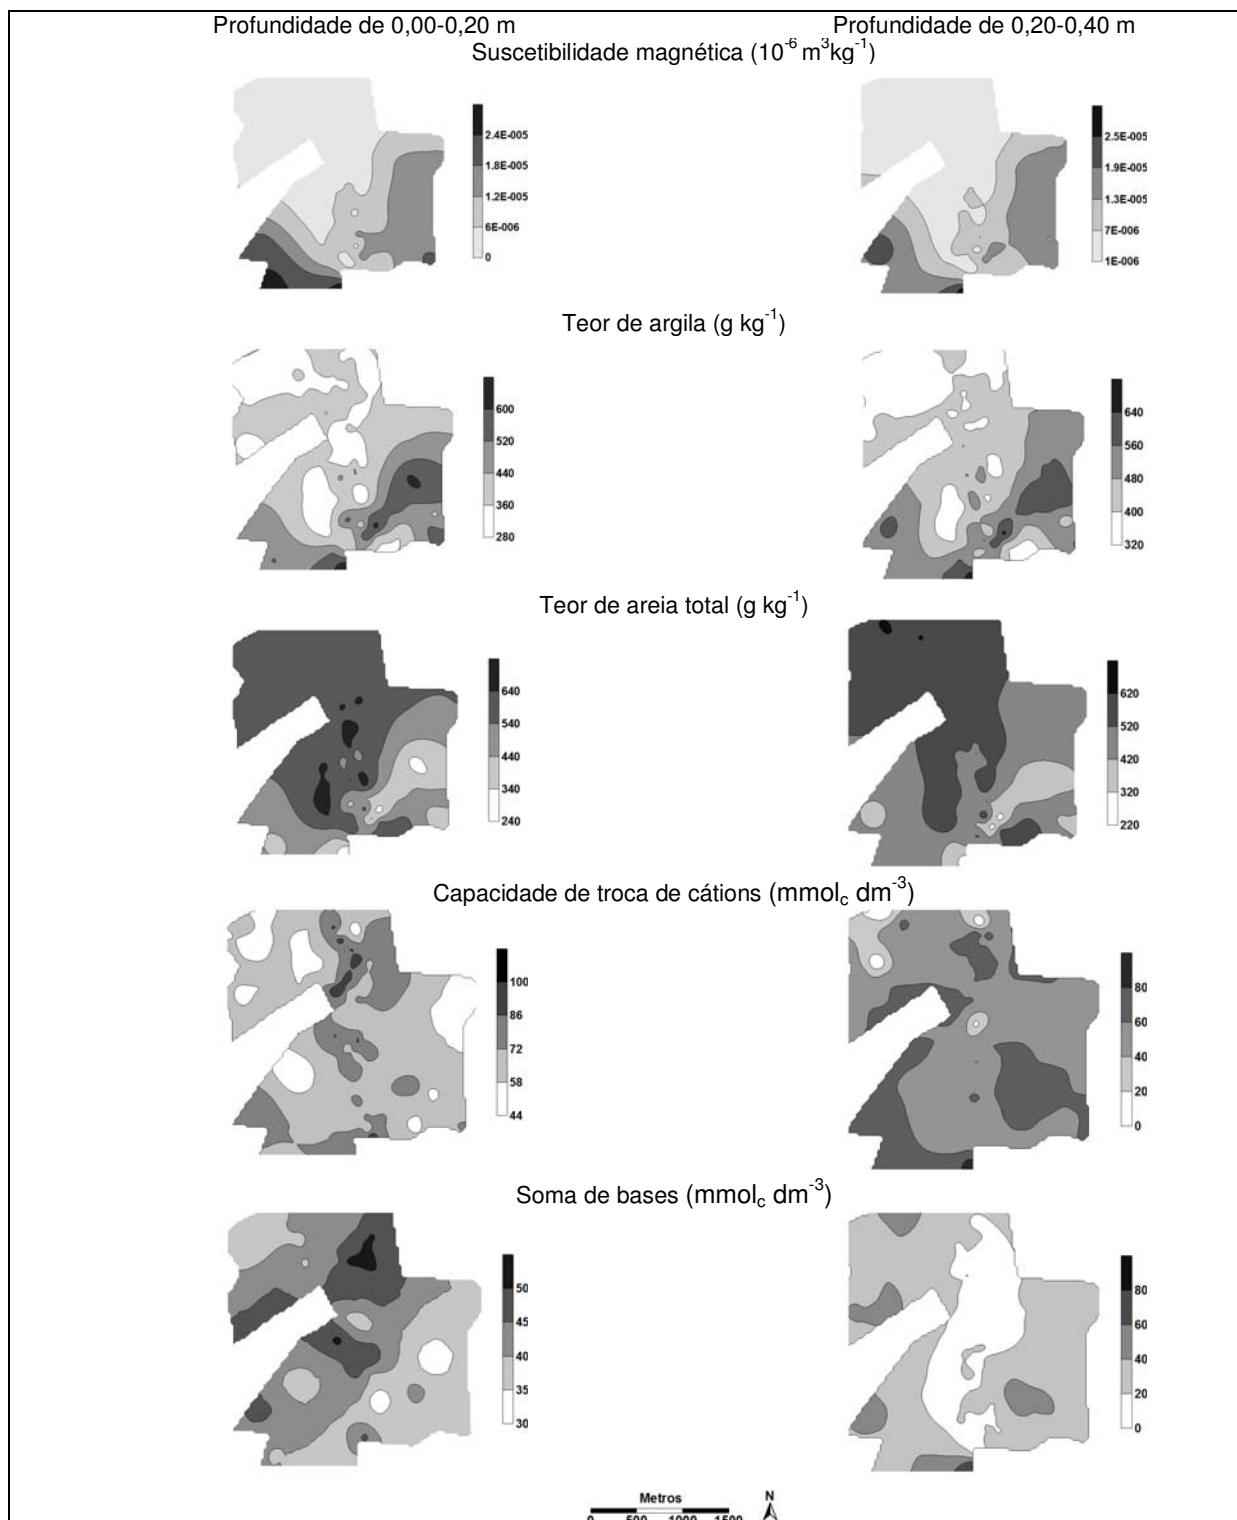 Profundidade de 0,00-0,20 m Profundidade de 0,20-0,40 m
Suscetibilidade magnética (10⁻⁶ m³kg⁻¹)
2.4E-005
1.8E-005
1.2E-005
6E-006
0
2.5E-005
1.9E-005
1.3E-005
7E-006
1E-006
Teor de argila (g kg⁻¹)
600
520
440
360
280
640
560
480
400
320
Teor de areia total (g kg⁻¹)
640
540
440
340
240
620
520
420
320
220
Capacidade de troca de cátions (mmol_c dm⁻³)
100
86
72
58
44
80
60
40
20
0
Soma de bases (mmol_c dm⁻³)
50
45
40
35
30
80
60
40
20
0
Metros N
0 500 1000 1500